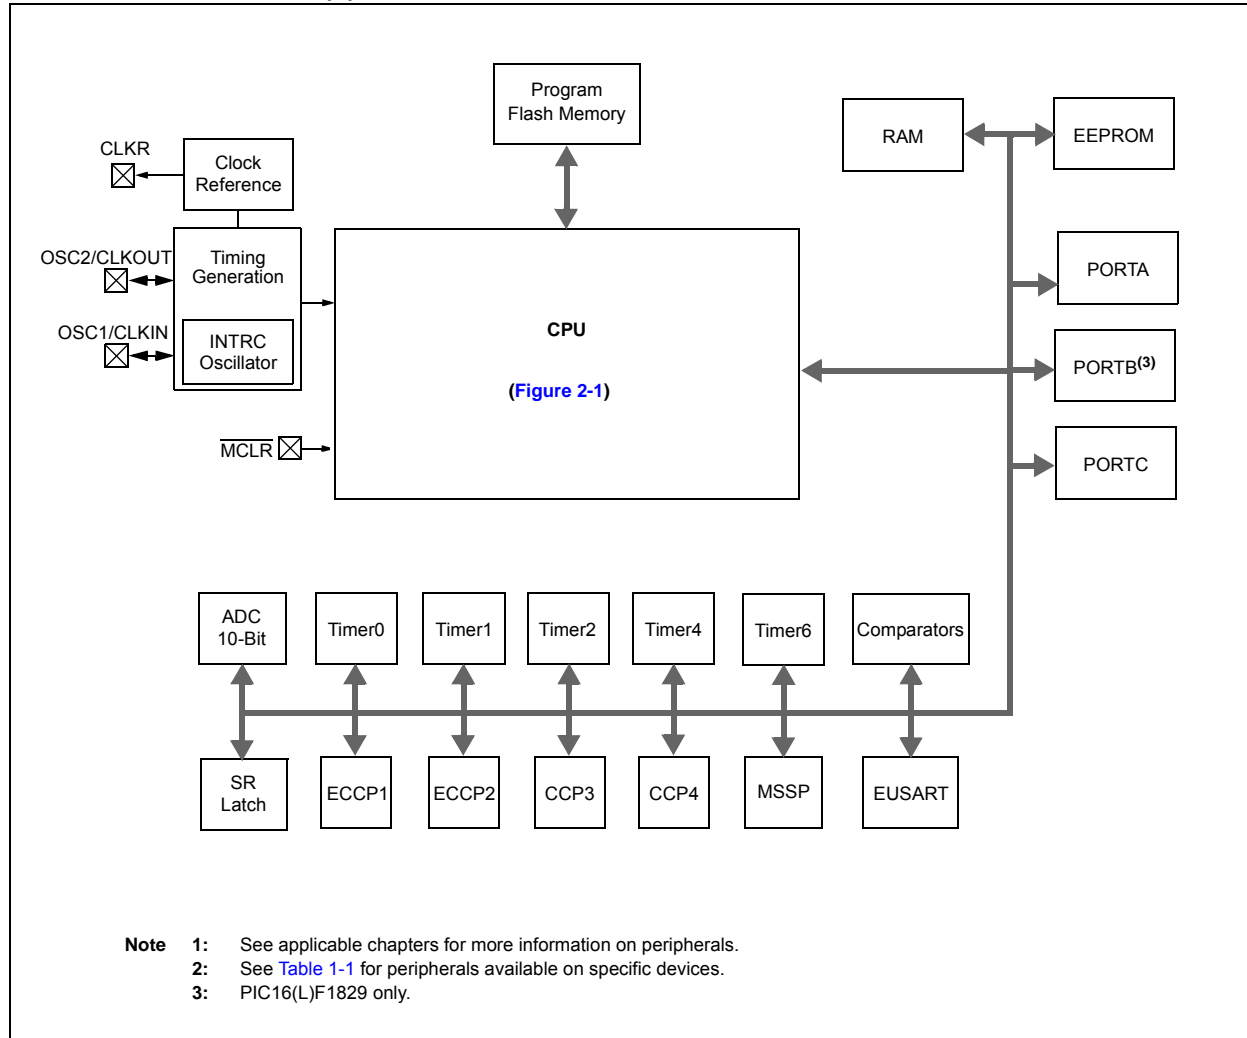 Program
Flash Memory
RAM
EEPROM
CLKR
Clock
Reference
OSC2/CLKOUT
Timing
Generation
PORTA
OSC1/CLKIN
INTRC
Oscillator
CPU
(Figure 2-1)
PORTB(3)
MCLR
PORTC
ADC
10-Bit
Timer0
Timer1
Timer2
Timer4
Timer6
Comparators
SR
Latch
ECCP1
ECCP2
CCP3
CCP4
MSSP
EUSART
Note 1: See applicable chapters for more information on peripherals.
2: See Table 1-1 for peripherals available on specific devices.
3: PIC16(L)F1829 only.